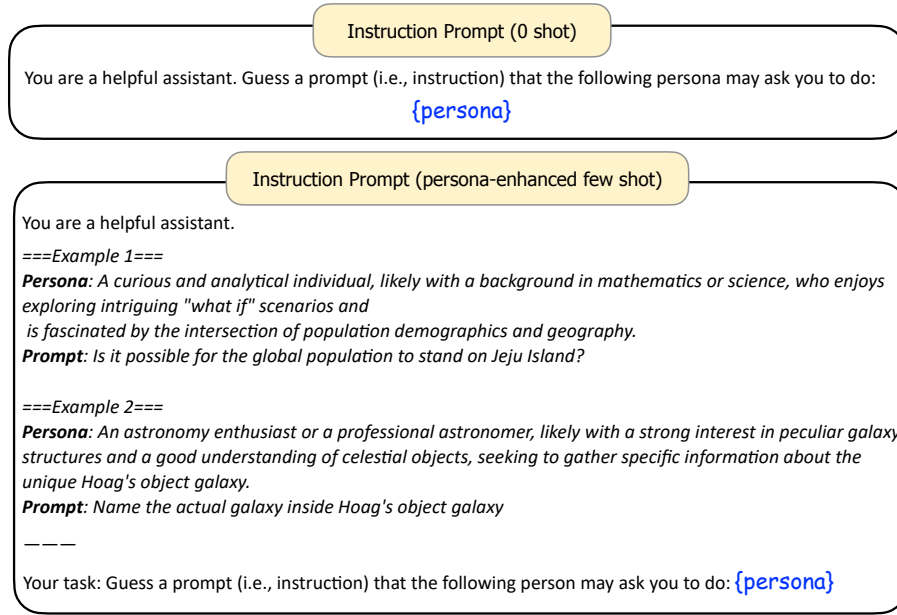 Instruction Prompt (0 shot)
You are a helpful assistant. Guess a prompt (i.e., instruction) that the following persona may ask you to do:
{persona}
Instruction Prompt (persona-enhanced few shot)
You are a helpful assistant.
===Example 1===
Persona: A curious and analytical individual, likely with a background in mathematics or science, who enjoys
exploring intriguing "what if" scenarios and
is fascinated by the intersection of population demographics and geography.
Prompt: Is it possible for the global population to stand on Jeju Island?
===Example 2===
Persona: An astronomy enthusiast or a professional astronomer, likely with a strong interest in peculiar galaxy
structures and a good understanding of celestial objects, seeking to gather specific information about the
unique Hoag's object galaxy.
Prompt: Name the actual galaxy inside Hoag's object galaxy
———
Your task: Guess a prompt (i.e., instruction) that the following person may ask you to do: {persona}